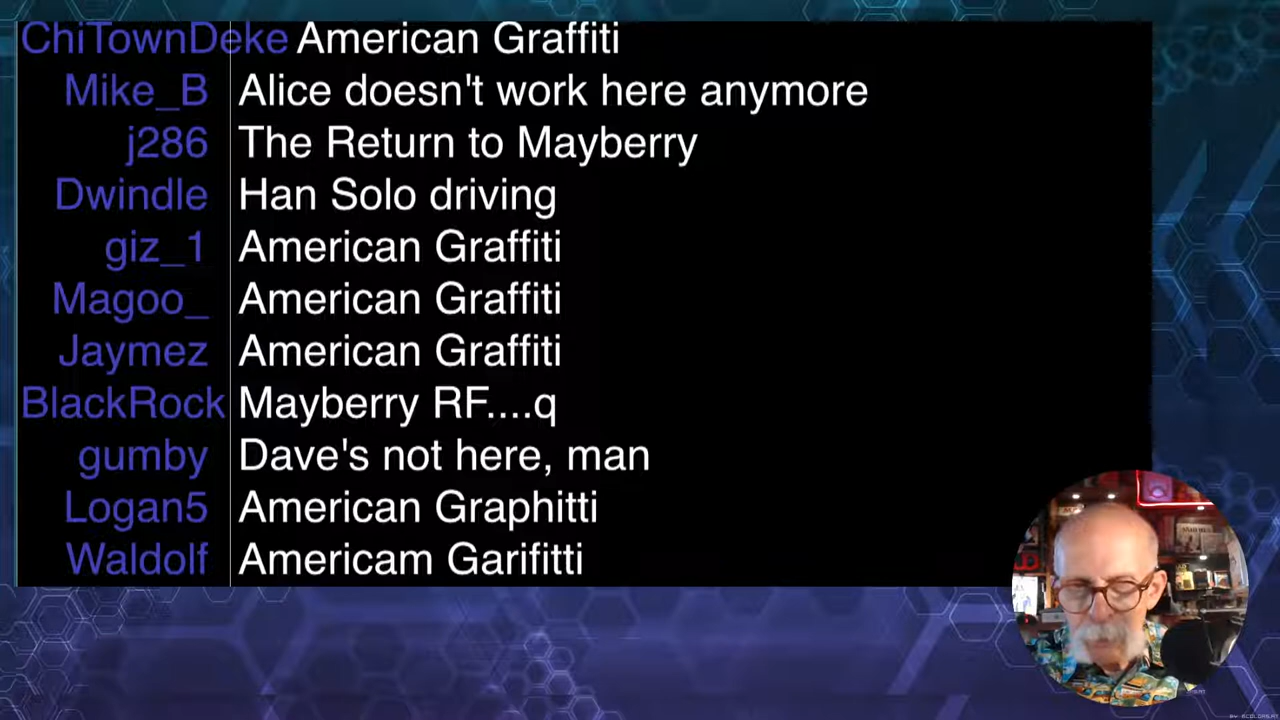 ChiTownDeke American Graffiti
Mike_B Alice doesn't work here anymore
j286 The Return to Mayberry
Dwindle Han Solo driving
giz_1 American Graffiti
Magoo_ American Graffiti
Jaymez American Graffiti
BlackRock Mayberry RF....q
gumby Dave's not here, man
Logan5 American Graphitti
Waldolf Americam Garifitti